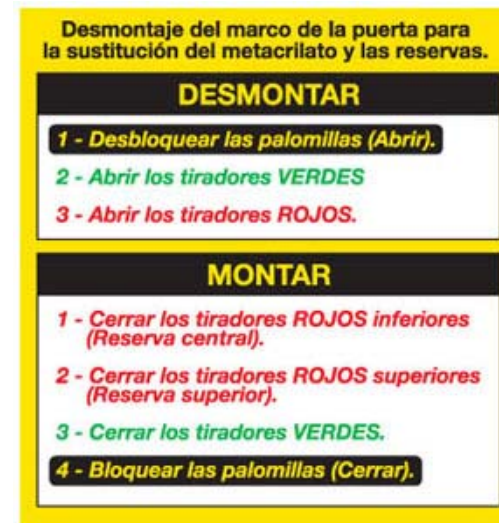 Desmontaje del marco de la puerta para
la sustitución del metacrilato y las reservas.
DESMONTAR
1 - Desbloquear las palomillas (Abrir).
2 - Abrir los tiradores VERDES
3 - Abrir los tiradores ROJOS.
MONTAR
1 - Cerrar los tiradores ROJOS inferiores
(Reserva central).
2 - Cerrar los tiradores ROJOS superiores
(Reserva superior).
3 - Cerrar los tiradores VERDES.
4 - Bloquear las palomillas (Cerrar).